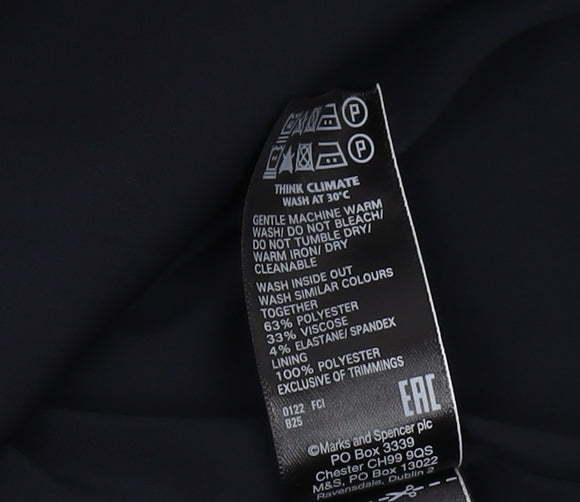 P
P
THINK CLIMATE
WASH AT 30°C
GENTLE MACHINE WARM
WASH/ DO NOT BLEACH/
DO NOT TUMBLE DRY/
WARM IRON/ DRY
CLEANABLE
WASH INSIDE OUT
WASH SIMILAR COLOURS
TOGETHER
63% POLYESTER
33% VISCOSE
4% ELASTANE/ SPANDEX
LINING
100% POLYESTER
EXCLUSIVE OF TRIMMINGS
0122 FCI
B25
EAC
©Marks and Spencer plc
PO Box 3339
Chester CH99 9QS
M&S, PO Box 13022
Ravensdale, Dublin 2